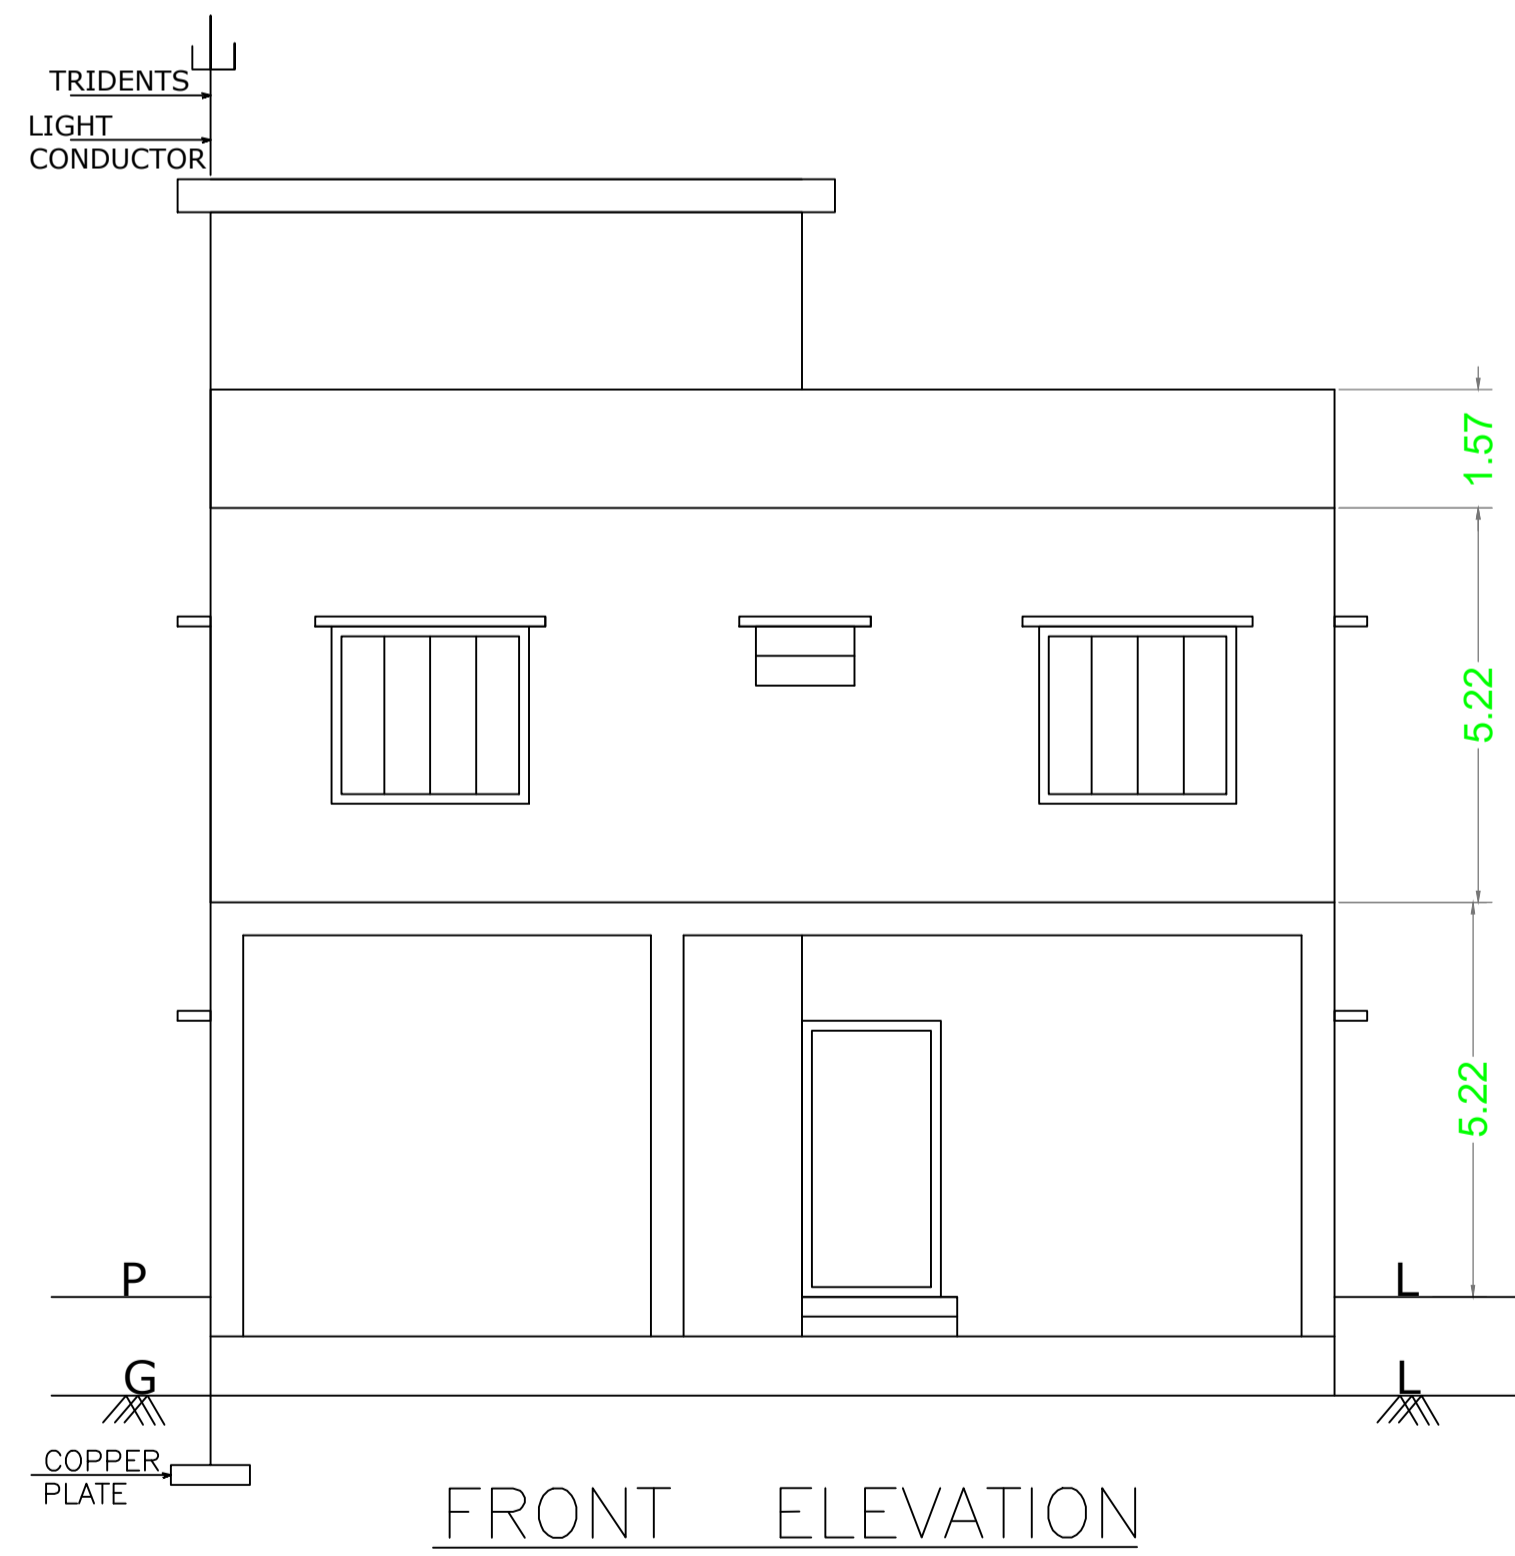 TRIDENTS
LIGHT
CONDUCTOR
1.57
5.22
5.22
P L
G L
COPPER
PLATE
FRONT ELEVATION